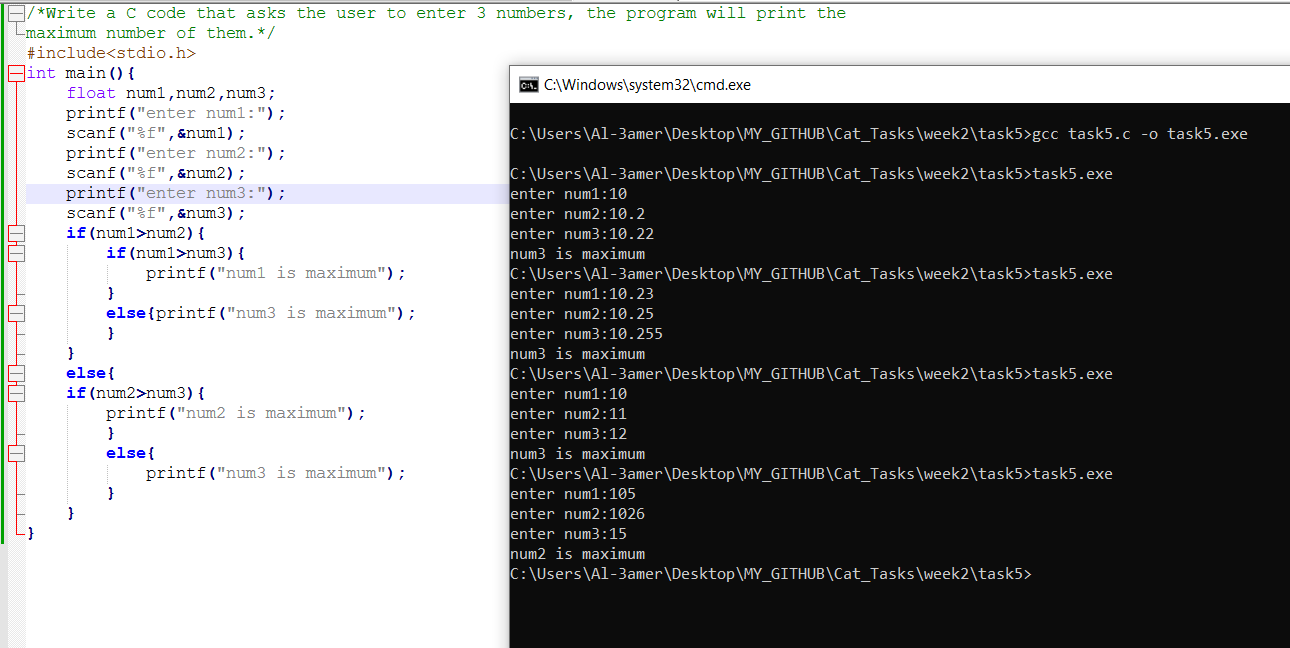 /*Write a C code that asks the user to enter 3 numbers, the program will print the
maximum number of them.*/
#include<stdio.h>
int main(){
    float num1,num2,num3;
    printf("enter num1:");
    scanf("%f",&num1);
    printf("enter num2:");
    scanf("%f",&num2);
    printf("enter num3:");
    scanf("%f",&num3);
    if(num1>num2){
        if(num1>num3){
            printf("num1 is maximum");
        }
        else{printf("num3 is maximum");
        }
    }
    else{
    if(num2>num3){
        printf("num2 is maximum");
        }
        else{
            printf("num3 is maximum");
        }
    }
}
C:\Windows\system32\cmd.exe
C:\Users\Al-3amer\Desktop\MY_GITHUB\Cat_Tasks\week2\task5>gcc task5.c -o task5.exe
C:\Users\Al-3amer\Desktop\MY_GITHUB\Cat_Tasks\week2\task5>task5.exe
enter num1:10
enter num2:10.2
enter num3:10.22
num3 is maximum
C:\Users\Al-3amer\Desktop\MY_GITHUB\Cat_Tasks\week2\task5>task5.exe
enter num1:10.23
enter num2:10.25
enter num3:10.255
num3 is maximum
C:\Users\Al-3amer\Desktop\MY_GITHUB\Cat_Tasks\week2\task5>task5.exe
enter num1:10
enter num2:11
enter num3:12
num3 is maximum
C:\Users\Al-3amer\Desktop\MY_GITHUB\Cat_Tasks\week2\task5>task5.exe
enter num1:105
enter num2:1026
enter num3:15
num2 is maximum
C:\Users\Al-3amer\Desktop\MY_GITHUB\Cat_Tasks\week2\task5>